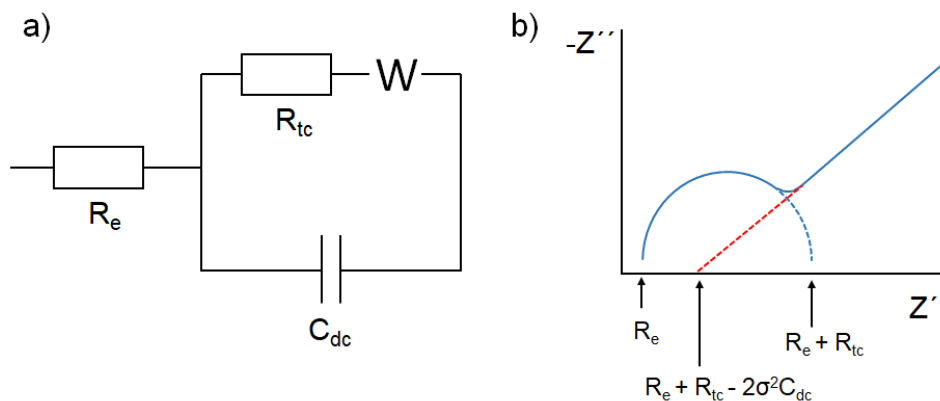 a)
R_tc
W
R_e
C_dc
b)
-Z´´
Z´
R_e
R_e + R_tc
R_e + R_tc - 2σ²C_dc